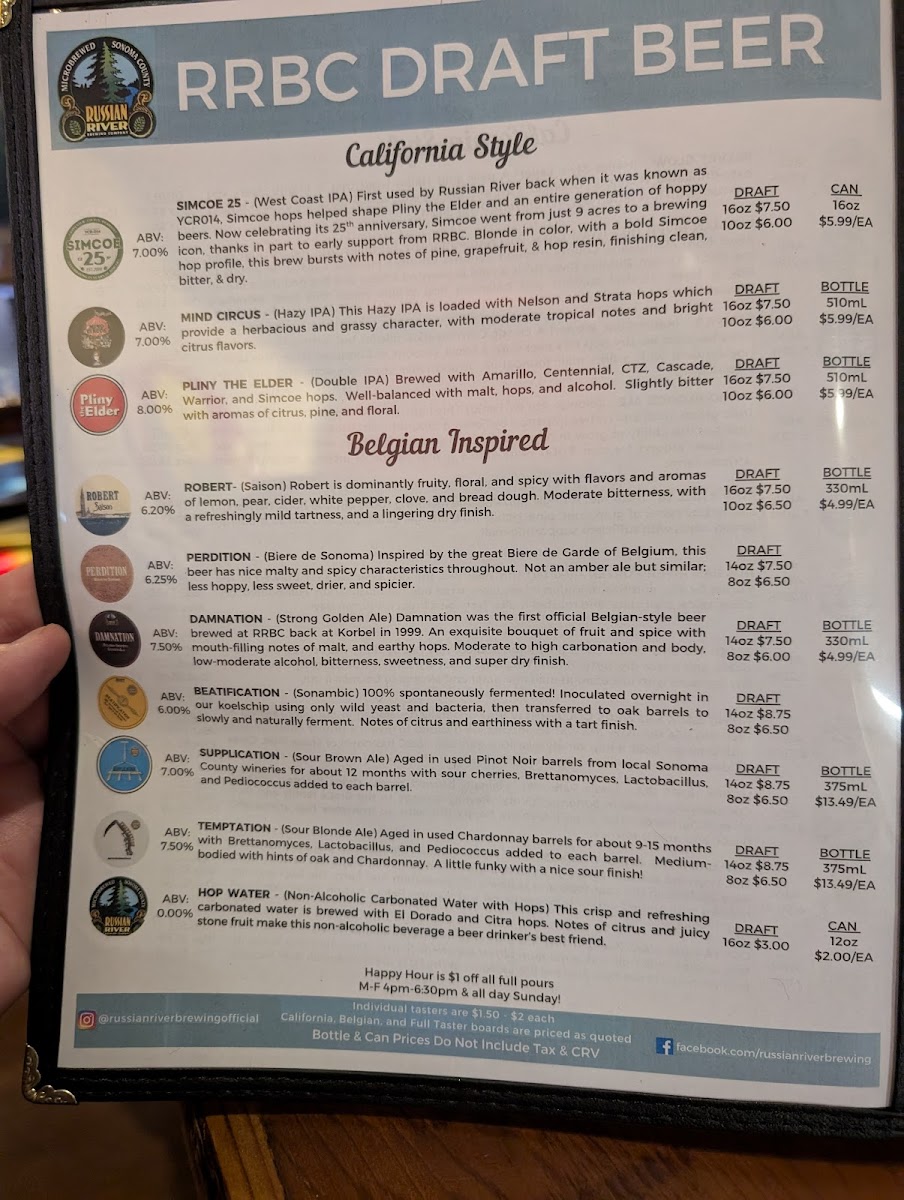 MICROBREWED SONOMA COUNTY
RUSSIAN
RIVER
BREWING COMPANY
RRBC DRAFT BEER
California Style
SIMCOE
25
ABV:
7.00%
SIMCOE 25 - (West Coast IPA) First used by Russian River back when it was known as
YCR014, Simcoe hops helped shape Pliny the Elder and an entire generation of hoppy
beers. Now celebrating its 25th anniversary, Simcoe went from just 9 acres to a brewing
icon, thanks in part to early support from RRBC. Blonde in color, with a bold Simcoe
hop profile, this brew bursts with notes of pine, grapefruit, & hop resin, finishing clean,
bitter, & dry.
DRAFT
16oz $7.50
10oz $6.00
CAN
16oz
$5.99/EA
ABV:
7.00%
MIND CIRCUS - (Hazy IPA) This Hazy IPA is loaded with Nelson and Strata hops which
provide a herbacious and grassy character, with moderate tropical notes and bright
citrus flavors.
DRAFT
16oz $7.50
10oz $6.00
BOTTLE
510mL
$5.99/EA
Pliny
the Elder
ABV:
8.00%
PLINY THE ELDER - (Double IPA) Brewed with Amarillo, Centennial, CTZ, Cascade,
Warrior, and Simcoe hops. Well-balanced with malt, hops, and alcohol. Slightly bitter
with aromas of citrus, pine, and floral.
DRAFT
16oz $7.50
10oz $6.00
BOTTLE
510mL
$5.99/EA
Belgian Inspired
ROBERT
Saison
ABV:
6.20%
ROBERT- (Saison) Robert is dominantly fruity, floral, and spicy with flavors and aromas
of lemon, pear, cider, white pepper, clove, and bread dough. Moderate bitterness, with
a refreshingly mild tartness, and a lingering dry finish.
DRAFT
16oz $7.50
10oz $6.50
BOTTLE
330mL
$4.99/EA
PERDITION
ABV:
6.25%
PERDITION - (Biere de Sonoma) Inspired by the great Biere de Garde of Belgium, this
beer has nice malty and spicy characteristics throughout. Not an amber ale but similar;
less hoppy, less sweet, drier, and spicier.
DRAFT
14oz $7.50
8oz $6.50
DAMNATION
ABV:
7.50%
DAMNATION - (Strong Golden Ale) Damnation was the first official Belgian-style beer
brewed at RRBC back at Korbel in 1999. An exquisite bouquet of fruit and spice with
mouth-filling notes of malt, and earthy hops. Moderate to high carbonation and body,
low-moderate alcohol, bitterness, sweetness, and super dry finish.
DRAFT
14oz $7.50
8oz $6.00
BOTTLE
330mL
$4.99/EA
ABV:
6.00%
BEATIFICATION - (Sonambic) 100% spontaneously fermented! Inoculated overnight in
our koelschip using only wild yeast and bacteria, then transferred to oak barrels to
slowly and naturally ferment. Notes of citrus and earthiness with a tart finish.
DRAFT
14oz $8.75
8oz $6.50
ABV:
7.00%
SUPPLICATION - (Sour Brown Ale) Aged in used Pinot Noir barrels from local Sonoma
County wineries for about 12 months with sour cherries, Brettanomyces, Lactobacillus,
and Pediococcus added to each barrel.
DRAFT
14oz $8.75
8oz $6.50
BOTTLE
375mL
$13.49/EA
ABV:
7.50%
TEMPTATION - (Sour Blonde Ale) Aged in used Chardonnay barrels for about 9-15 months
with Brettanomyces, Lactobacillus, and Pediococcus added to each barrel. Medium-
bodied with hints of oak and Chardonnay. A little funky with a nice sour finish!
DRAFT
14oz $8.75
8oz $6.50
BOTTLE
375mL
$13.49/EA
RUSSIAN
RIVER
ABV:
0.00%
HOP WATER - (Non-Alcoholic Carbonated Water with Hops) This crisp and refreshing
carbonated water is brewed with El Dorado and Citra hops. Notes of citrus and juicy
stone fruit make this non-alcoholic beverage a beer drinker's best friend.
DRAFT
16oz $3.00
CAN
12oz
$2.00/EA
Happy Hour is $1 off all full pours
M-F 4pm-6:30pm & all day Sunday!
Individual tasters are $1.50 - $2 each
California, Belgian, and Full Taster boards are priced as quoted
Bottle & Can Prices Do Not Include Tax & CRV
@russianriverbrewingofficial
facebook.com/russianriverbrewing